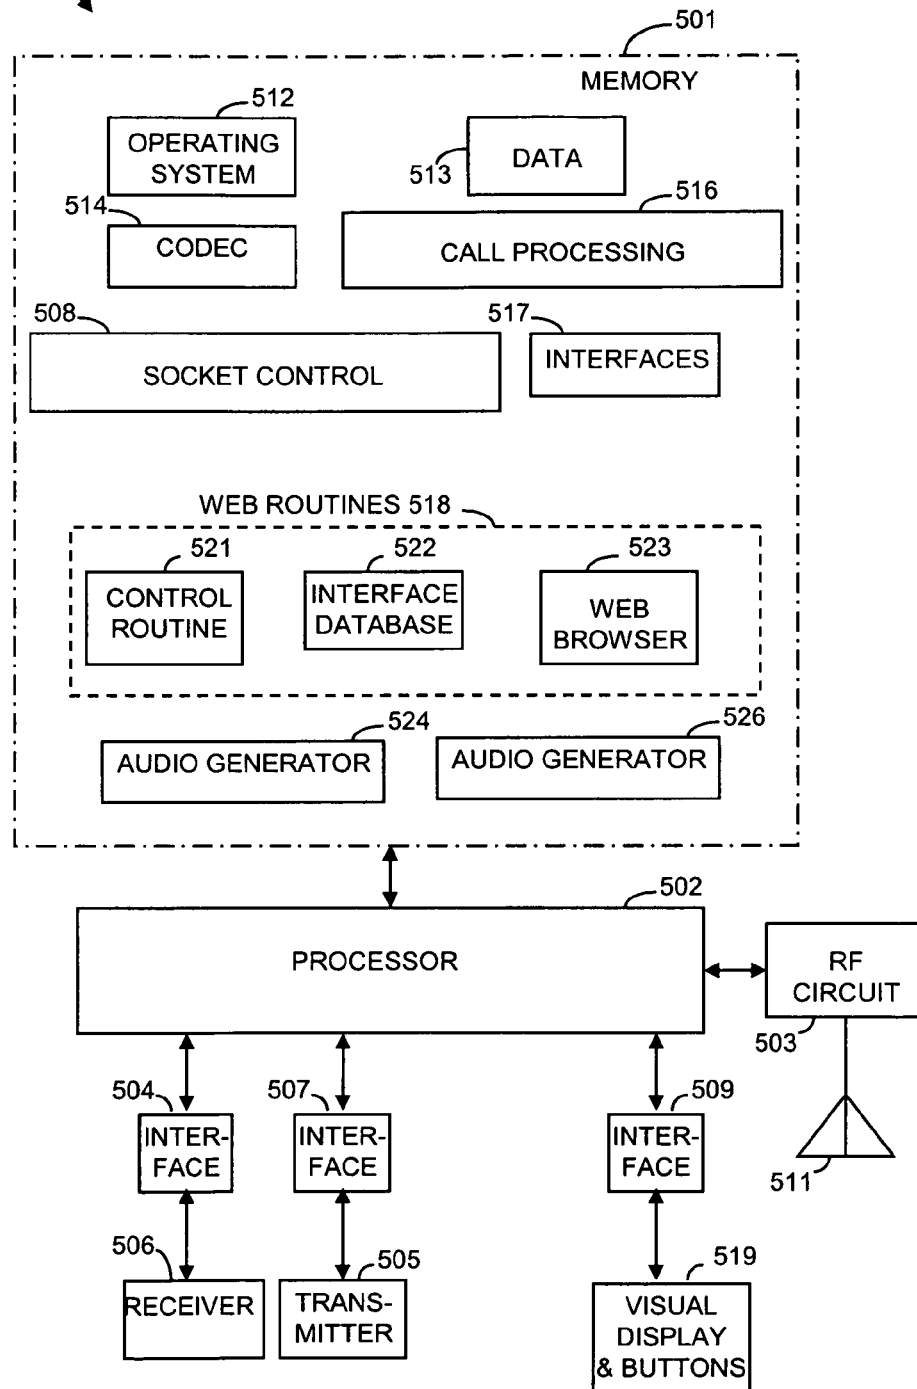 501
MEMORY
512
OPERATING
SYSTEM
513
DATA
514
CODEC
516
CALL PROCESSING
508
SOCKET CONTROL
517
INTERFACES
WEB ROUTINES 518
521
CONTROL
ROUTINE
522
INTERFACE
DATABASE
523
WEB
BROWSER
524
AUDIO GENERATOR
526
AUDIO GENERATOR
502
PROCESSOR
RF
CIRCUIT
503
504
INTER-
FACE
507
INTER-
FACE
509
INTER-
FACE
511
506
RECEIVER
505
TRANS-
MITTER
519
VISUAL
DISPLAY
& BUTTONS